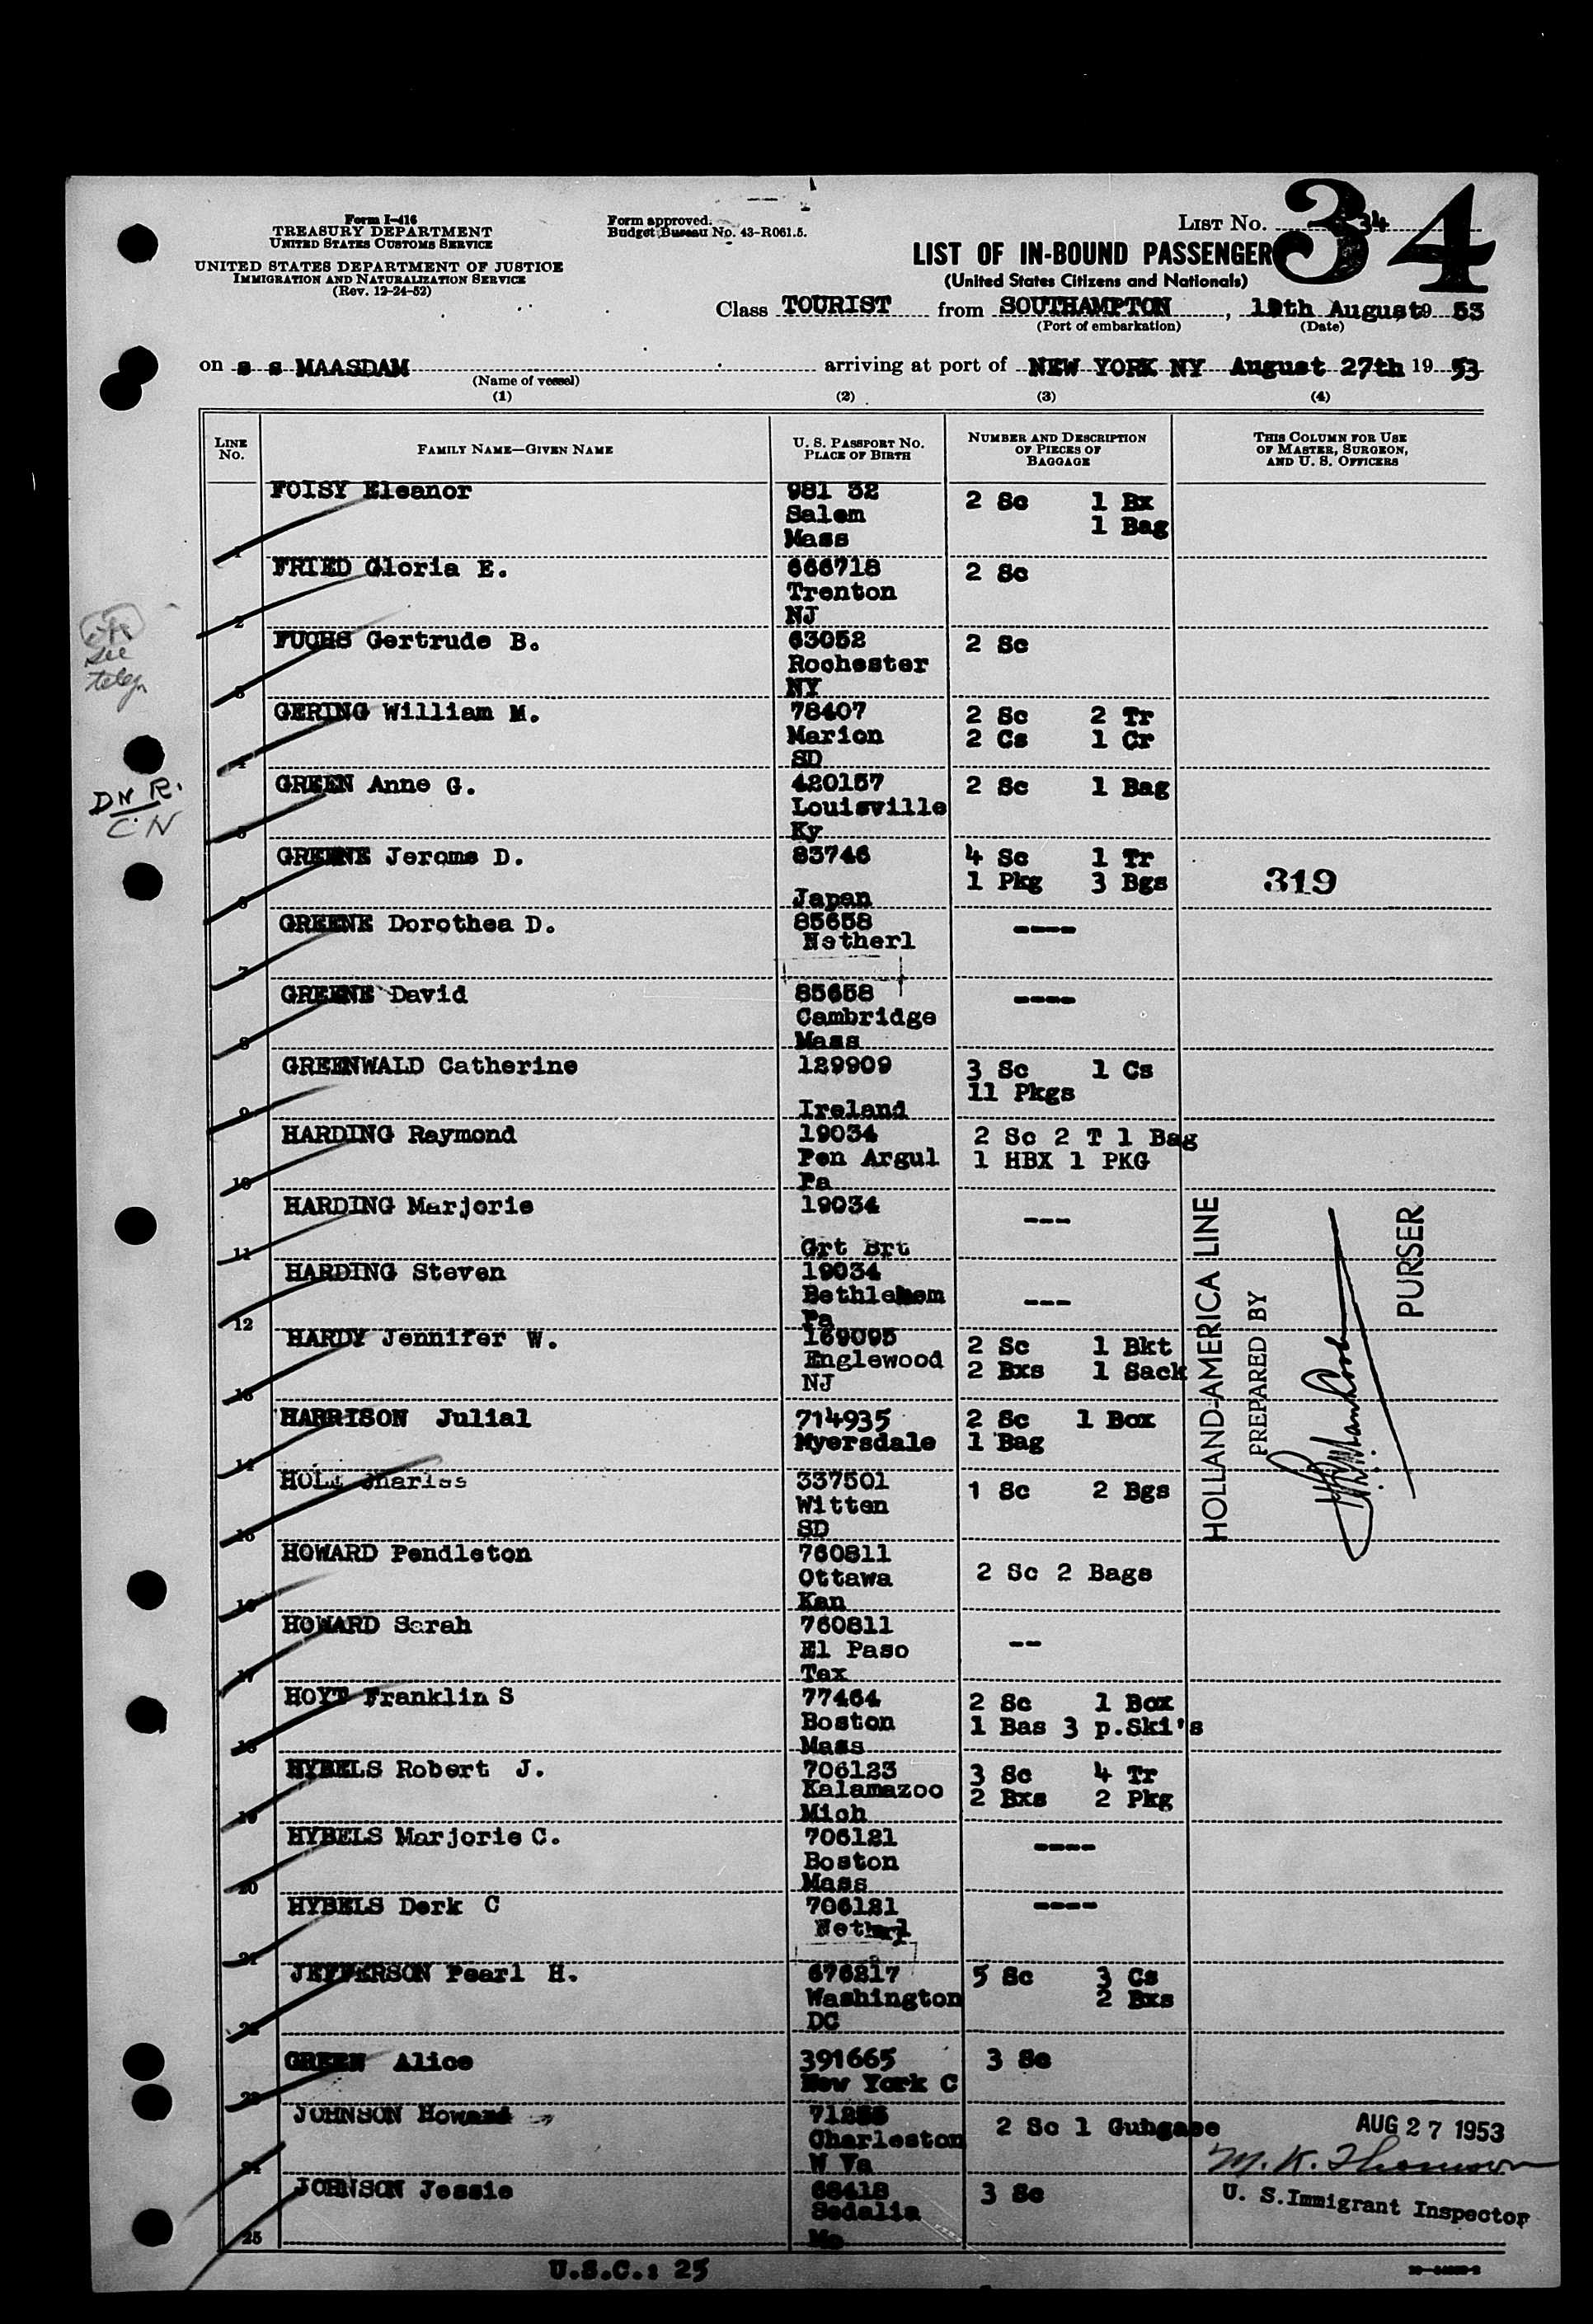 Form I-416
TREASURY DEPARTMENT
UNITED STATES CUSTOMS SERVICE
UNITED STATES DEPARTMENT OF JUSTICE
IMMIGRATION AND NATURALIZATION SERVICE
(Rev. 12-24-52)
Form approved.
Budget Bureau No. 43-R061.5.
LIST No. 34
34
LIST OF IN-BOUND PASSENGER
(United States Citizens and Nationals)
Class TOURIST from SOUTHAMPTON, August 19 53
(Port of embarkation) (Date)
on s s MAASDAM arriving at port of NEW YORK NY August 27th 19 53
(Name of vessel)
(1) (2) (3) (4)
LINE No. FAMILY NAME—GIVEN NAME U. S. PASSPORT No. PLACE OF BIRTH NUMBER AND DESCRIPTION OF PIECES OF BAGGAGE THIS COLUMN FOR USE OF MASTER, SURGEON, AND U. S. OFFICERS
1 FOISY Eleanor 981 32 2 Sc 1 Bx
Salem 1 Bag
Mass
2 FRIED Gloria E. 666718 2 Sc
Trenton
NJ
see
teleg.
3 FUCHS Gertrude B. 63052 2 Sc
Rochester
NY
4 GERING William M. 78407 2 Sc 2 Tr
Marion 2 Cs 1 Cr
SD
D N R.
C N
5 GREEN Anne G. 420157 2 Sc 1 Bag
Louisville
Ky
6 GREENE Jerome D. 83746 4 Sc 1 Tr
1 Pkg 3 Bgs 319
Japan
7 GREENE Dorothea D. 85658 ----
Netherl
8 GREENE David 85658 ----
Cambridge
Mass
9 GREENWALD Catherine 129909 3 Sc 1 Cs
11 Pkgs
Ireland
10 HARDING Raymond 19034 2 Sc 2 T 1 Bag
Pen Argul 1 HBX 1 PKG
Pa
11 HARDING Marjorie 19034 ---
Grt Brt
12 HARDING Steven 19034 ---
Bethlehem
Pa
13 HARDY Jennifer W. 169095 2 Sc 1 Bkt
Englewood 2 Bxs 1 Sack
NJ
14 HARRISON Julial 714935 2 Sc 1 Box
Myersdale 1 Bag
15 HOLT Charles 337501 1 Sc 2 Bgs
Witten
SD
HOLLAND-AMERICA LINE
PREPARED BY
PURSER
16 HOWARD Pendleton 760811 2 Sc 2 Bags
Ottawa
Kan
17 HOWARD Sarah 760811 --
El Paso
Tex
18 HOYT Franklin S 77464 2 Sc 1 Box
Boston 1 Bas 3 p.Ski's
Mass
19 HYBELS Robert J. 706123 3 Sc 4 Tr
Kalamazoo 2 Bxs 2 Pkg
Mich
20 HYBELS Marjorie C. 706121 ----
Boston
Mass
21 HYBELS Derk C 706121 ----
Netherl
22 JEFFERSON Pearl H. 676217 5 Sc 3 Cs
Washington 2 Bxs
DC
23 GREEN Alice 391665 3 Sc
New York C
24 JOHNSON Howard 2 Sc 1 Guhgase
Charleston
W Va
AUG 27 1953
M. K. Thomson
U. S. Immigrant Inspector
25 JOHNSON Jessie 68418 3 Sc
Sedalia
Mo
U.S.C.: 25